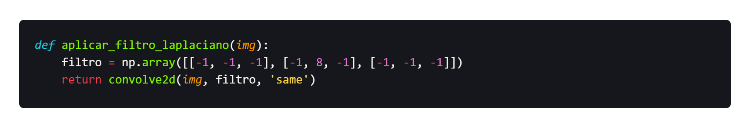 def aplicar_filtro_laplaciano(img):
    filtro = np.array([[-1, -1, -1], [-1, 8, -1], [-1, -1, -1]])
    return convolve2d(img, filtro, 'same')